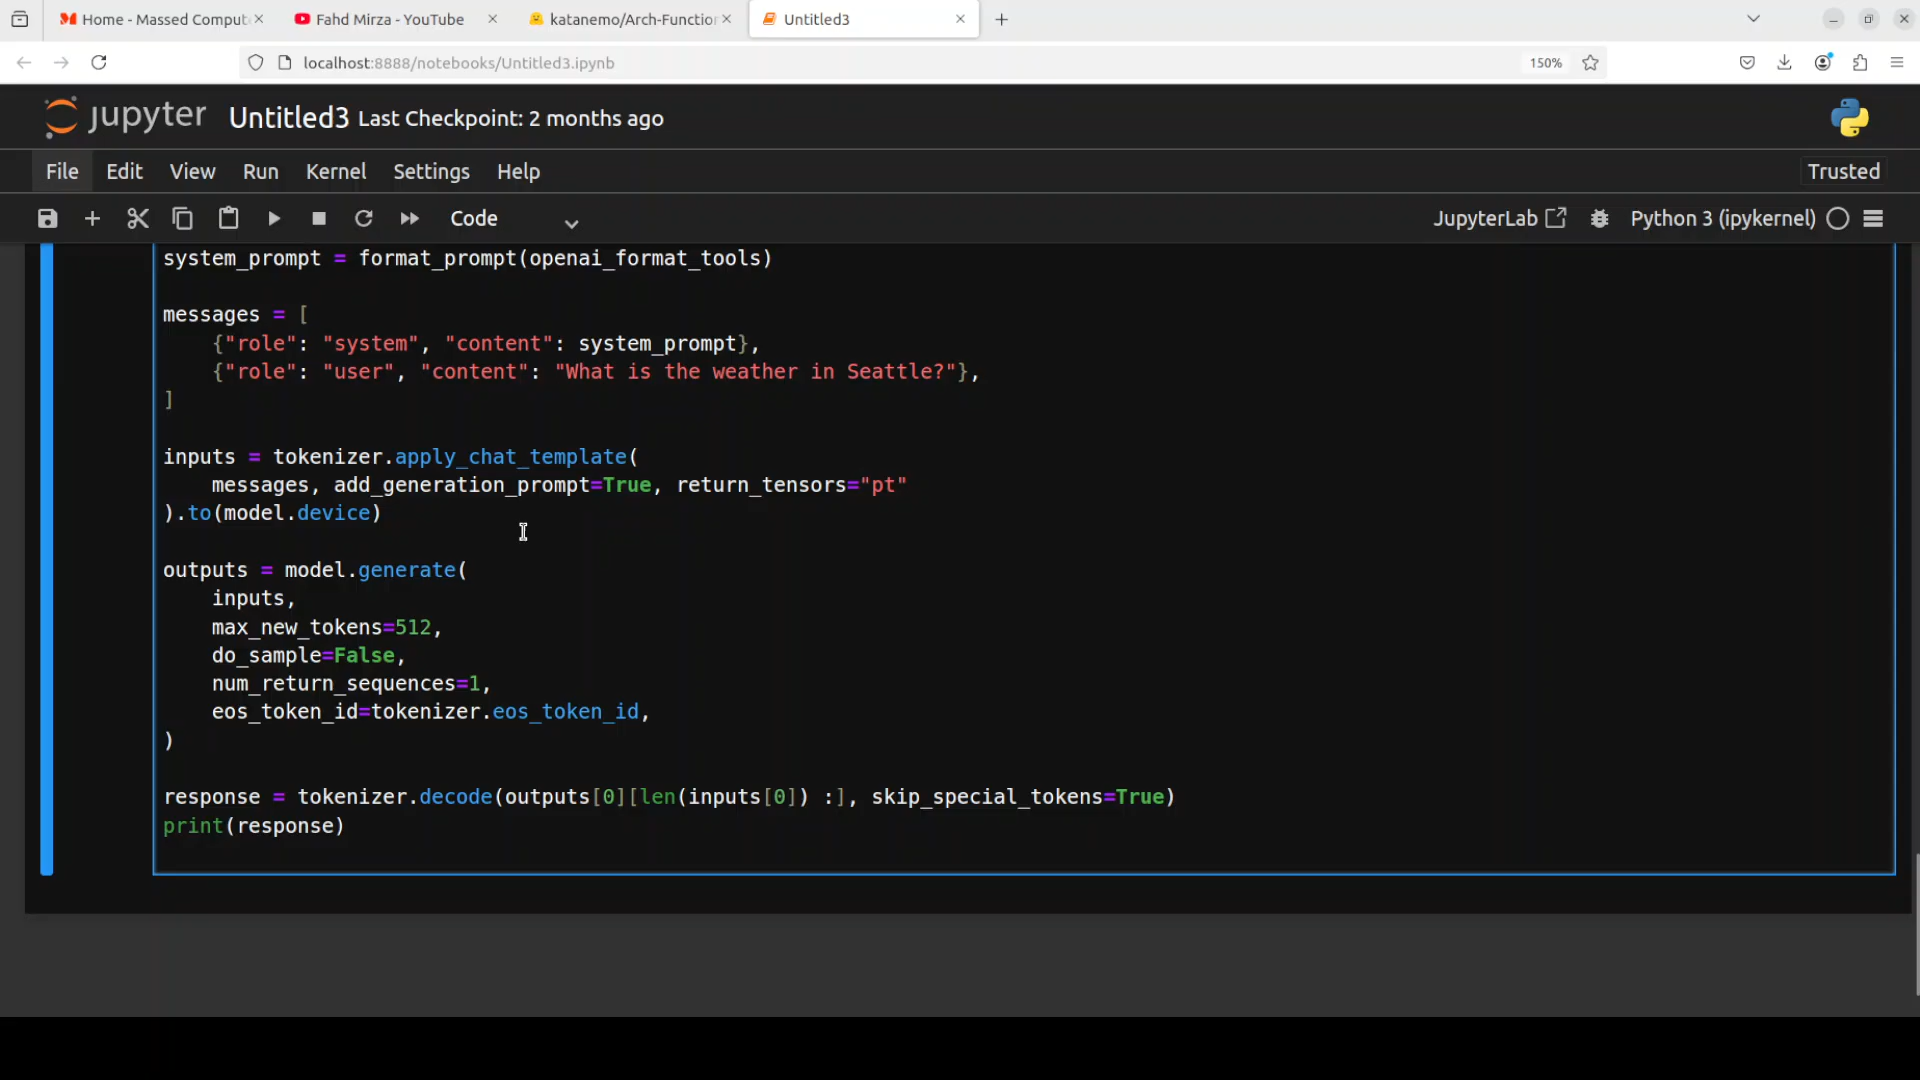 Home - Massed Comput
Fahd Mirza - YouTube
katanemo/Arch-Function
Untitled3
localhost:8888/notebooks/Untitled3.ipynb
150%
jupyter Untitled3 Last Checkpoint: 2 months ago
File Edit View Run Kernel Settings Help
Trusted
Code
JupyterLab
Python 3 (ipykernel)
system_prompt = format_prompt(openai_format_tools)
messages = [
    {"role": "system", "content": system_prompt},
    {"role": "user", "content": "What is the weather in Seattle?"},
]
inputs = tokenizer.apply_chat_template(
    messages, add_generation_prompt=True, return_tensors="pt"
).to(model.device)
outputs = model.generate(
    inputs,
    max_new_tokens=512,
    do_sample=False,
    num_return_sequences=1,
    eos_token_id=tokenizer.eos_token_id,
)
response = tokenizer.decode(outputs[0][len(inputs[0]) :], skip_special_tokens=True)
print(response)